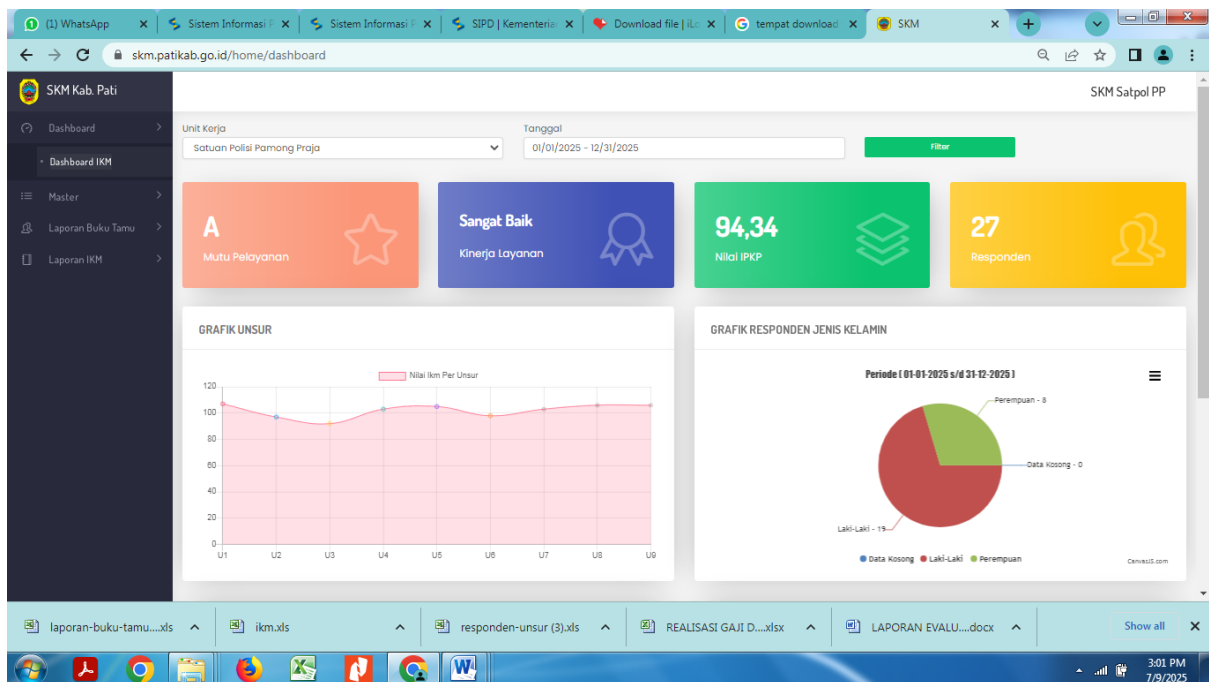 (1) WhatsApp
Sistem Informasi P
Sistem Informasi P
SIPD | Kementerian
Download file | iLo
tempat download
SKM
skm.patikab.go.id/home/dashboard
SKM Kab. Pati
SKM Satpol PP
Dashboard
Dashboard IKM
Master
Laporan Buku Tamu
Laporan IKM
Unit Kerja
Tanggal
Satuan Polisi Pamong Praja
01/01/2025 - 12/31/2025
Filter
A
Mutu Pelayanan
Sangat Baik
Kinerja Layanan
94,34
Nilai IPKP
27
Responden
GRAFIK UNSUR
Nilai Ikm Per Unsur
120
100
80
60
40
20
0
U1 U2 U3 U4 U5 U6 U7 U8 U9
GRAFIK RESPONDEN JENIS KELAMIN
Periode ( 01-01-2025 s/d 31-12-2025 )
Perempuan - 8
Data Kosong - 0
Laki-Laki - 19
Data Kosong Laki-Laki Perempuan
CanvasJS.com
laporan-buku-tamu....xls
ikm.xls
responden-unsur (3).xls
REALISASI GAJI D....xlsx
LAPORAN EVALU....docx
Show all
3:01 PM
7/9/2025